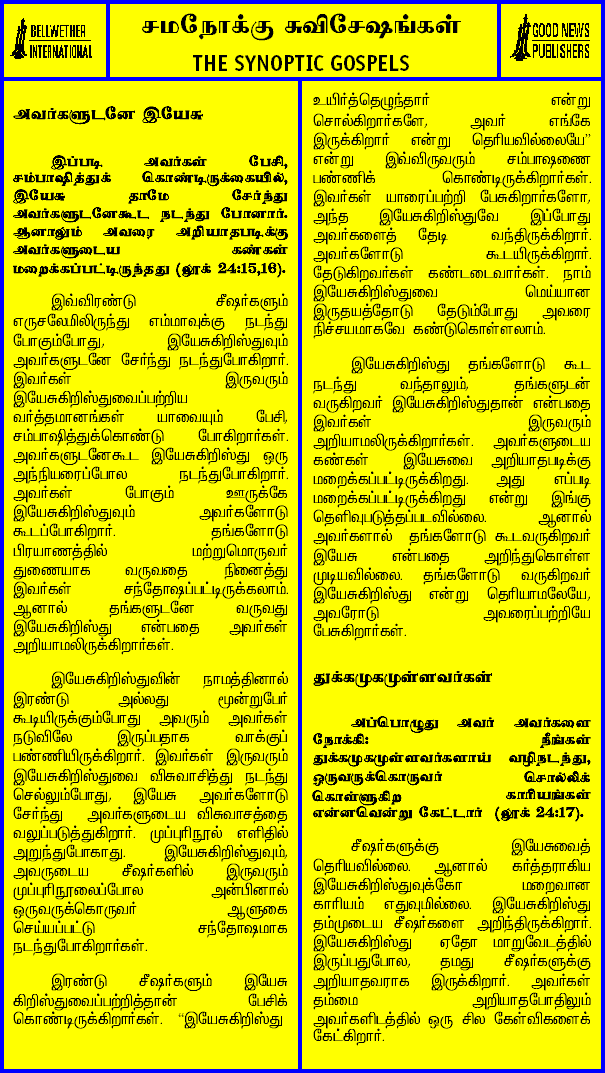 BELLWETHER
INTERNATIONAL
சமநோக்கு சுவிசேஷங்கள்
THE SYNOPTIC GOSPELS
GOOD NEWS
PUBLISHERS
அவர்களுடனே இயேசு
இப்படி அவர்கள் பேசி,
சம்பாஷித்துக் கொண்டிருக்கையில்,
இயேசு தாமே சேர்ந்து
அவர்களுடனேகூட நடந்து போனார்.
ஆனாலும் அவரை அறியாதபடிக்கு
அவர்களுடைய கண்கள்
மறைக்கப்பட்டிருந்தது (லூக் 24:15,16).
இவ்விரண்டு சீஷர்களும்
எருசலேமிலிருந்து எம்மாவுக்கு நடந்து
போகும்போது, இயேசுகிறிஸ்துவும்
அவர்களுடனே சேர்ந்து நடந்துபோகிறார்.
இவர்கள் இருவரும்
இயேசுகிறிஸ்துவைப்பற்றிய
வர்த்தமானங்கள் யாவையும் பேசி,
சம்பாஷித்துக்கொண்டு போகிறார்கள்.
அவர்களுடனேகூட இயேசுகிறிஸ்து ஒரு
அந்நியரைப்போல நடந்துபோகிறார்.
அவர்கள் போகும் ஊருக்கே
இயேசுகிறிஸ்துவும் அவர்களோடு
கூடப்போகிறார். தங்களோடு
பிரயாணத்தில் மற்றுமொருவர்
துணையாக வருவதை நினைத்து
இவர்கள் சந்தோஷப்பட்டிருக்கலாம்.
ஆனால் தங்களுடனே வருவது
இயேசுகிறிஸ்து என்பதை அவர்கள்
அறியாமலிருக்கிறார்கள்.
இயேசுகிறிஸ்துவின் நாமத்தினால்
இரண்டு அல்லது மூன்றுபேர்
கூடியிருக்கும்போது அவரும் அவர்கள்
நடுவிலே இருப்பதாக வாக்குப்
பண்ணியிருக்கிறார். இவர்கள் இருவரும்
இயேசுகிறிஸ்துவை விசுவாசித்து நடந்து
செல்லும்போது, இயேசு அவர்களோடு
சேர்ந்து அவர்களுடைய விசுவாசத்தை
வலுப்படுத்துகிறார். முப்புரிநூல் எளிதில்
அறுந்துபோகாது. இயேசுகிறிஸ்துவும்,
அவருடைய சீஷர்களில் இருவரும்
முப்புரிநூலைப்போல அன்பினால்
ஒருவருக்கொருவர் ஆளுகை
செய்யப்பட்டு சந்தோஷமாக
நடந்துபோகிறார்கள்.
இரண்டு சீஷர்களும் இயேசு
கிறிஸ்துவைப்பற்றித்தான் பேசிக்
கொண்டிருக்கிறார்கள். “இயேசுகிறிஸ்து
உயிர்த்தெழுந்தார் என்று
சொல்கிறார்களே, அவர் எங்கே
இருக்கிறார் என்று தெரியவில்லையே”
என்று இவ்விருவரும் சம்பாஷணை
பண்ணிக் கொண்டிருக்கிறார்கள்.
இவர்கள் யாரைப்பற்றி பேசுகிறார்களோ,
அந்த இயேசுகிறிஸ்துவே இப்போது
அவர்களைத் தேடி வந்திருக்கிறார்.
அவர்களோடு கூடயிருக்கிறார்.
தேடுகிறவர்கள் கண்டடைவார்கள். நாம்
இயேசுகிறிஸ்துவை மெய்யான
இருதயத்தோடு தேடும்போது அவரை
நிச்சயமாகவே கண்டுகொள்ளலாம்.
இயேசுகிறிஸ்து தங்களோடு கூட
நடந்து வந்தாலும், தங்களுடன்
வருகிறவர் இயேசுகிறிஸ்துதான் என்பதை
இவர்கள் இருவரும்
அறியாமலிருக்கிறார்கள். அவர்களுடைய
கண்கள் இயேசுவை அறியாதபடிக்கு
மறைக்கப்பட்டிருக்கிறது. அது எப்படி
மறைக்கப்பட்டிருக்கிறது என்று இங்கு
தெளிவுபடுத்தப்படவில்லை. ஆனால்
அவர்களால் தங்களோடு கூடவருகிறவர்
இயேசு என்பதை அறிந்துகொள்ள
முடியவில்லை. தங்களோடு வருகிறவர்
இயேசுகிறிஸ்து என்று தெரியாமலேயே,
அவரோடு அவரைப்பற்றியே
பேசுகிறார்கள்.
துக்கமுகமுள்ளவர்கள்
அப்பொழுது அவர் அவர்களை
நோக்கி: நீங்கள்
துக்கமுகமுள்ளவர்களாய் வழிநடந்து,
ஒருவருக்கொருவர் சொல்லிக்
கொள்ளுகிற காரியங்கள்
என்னவென்று கேட்டார் (லூக் 24:17).
சீஷர்களுக்கு இயேசுவைத்
தெரியவில்லை. ஆனால் கர்த்தராகிய
இயேசுகிறிஸ்துவுக்கோ மறைவான
காரியம் எதுவுமில்லை. இயேசுகிறிஸ்து
தம்முடைய சீஷர்களை அறிந்திருக்கிறார்.
இயேசுகிறிஸ்து ஏதோ மாறுவேடத்தில்
இருப்பதுபோல, தமது சீஷர்களுக்கு
அறியாதவராக இருக்கிறார். அவர்கள்
தம்மை அறியாதபோதிலும்
அவர்களிடத்தில் ஒரு சில கேள்விகளைக்
கேட்கிறார்.